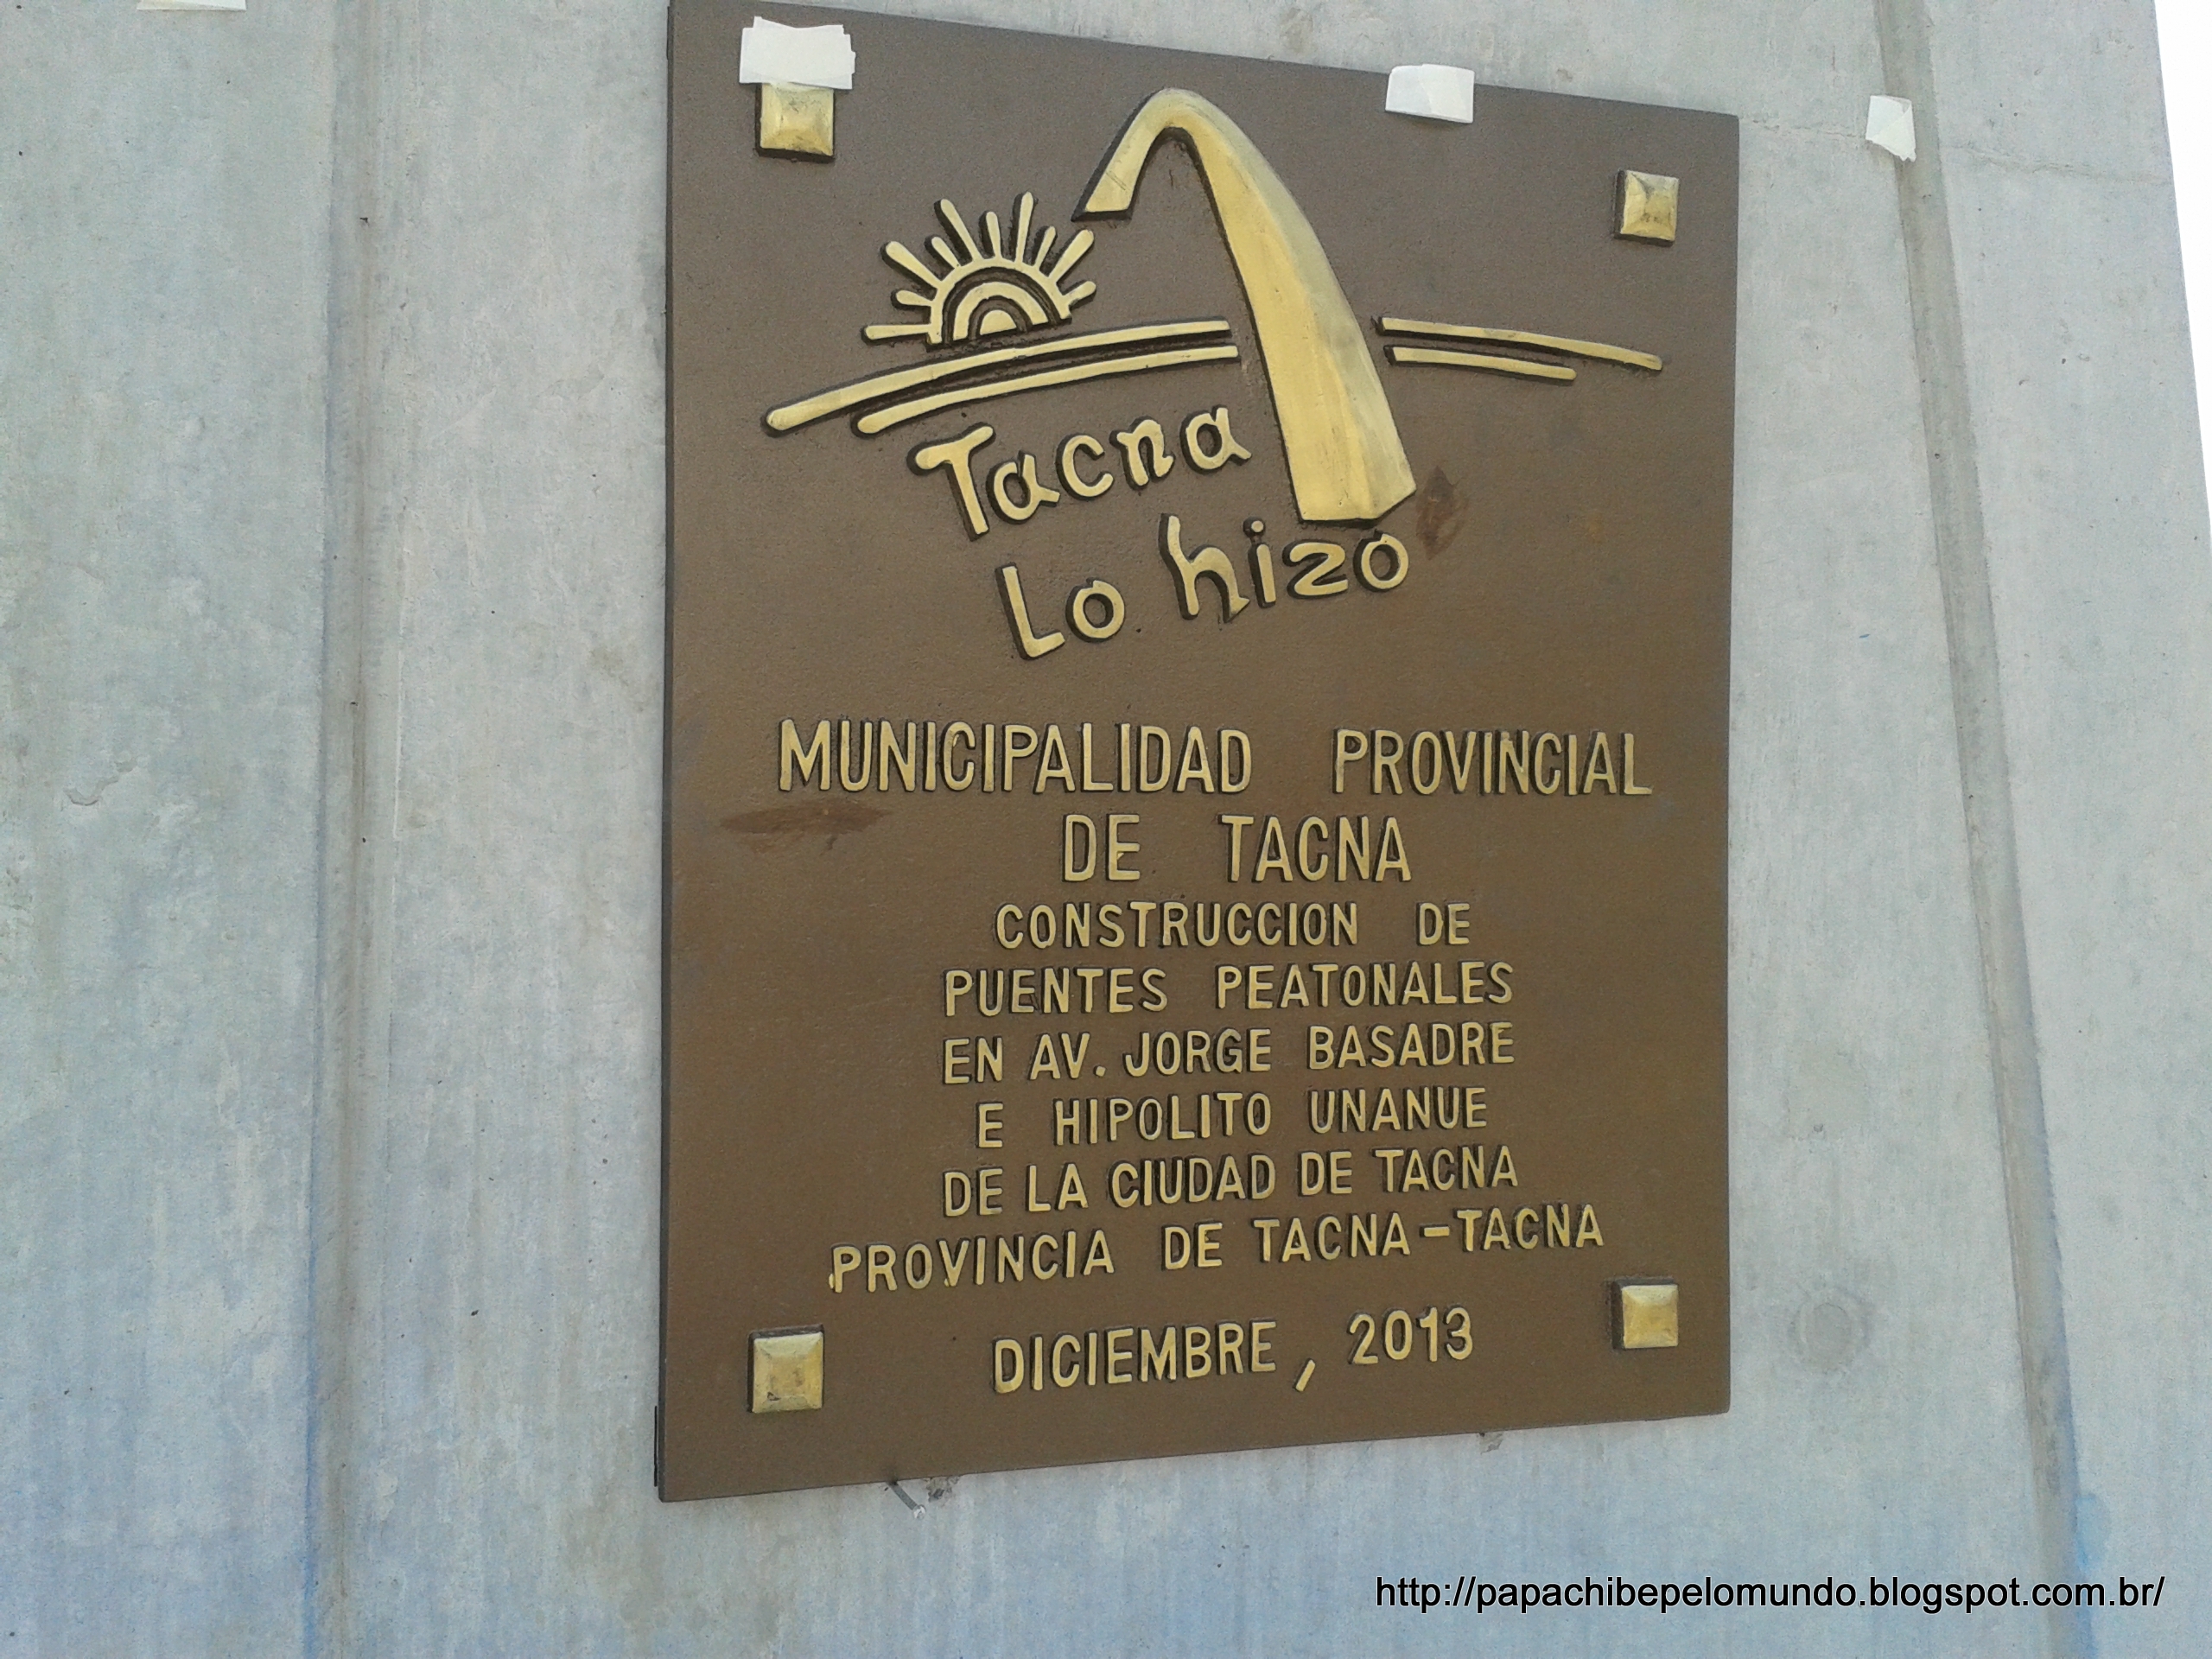 Tacna
Lo hizo
MUNICIPALIDAD PROVINCIAL
DE TACNA
CONSTRUCCION DE
PUENTES PEATONALES
EN AV. JORGE BASADRE
E HIPOLITO UNANUE
DE LA CIUDAD DE TACNA
PROVINCIA DE TACNA-TACNA
DICIEMBRE, 2013
http://papachibepelomundo.blogspot.com.br/